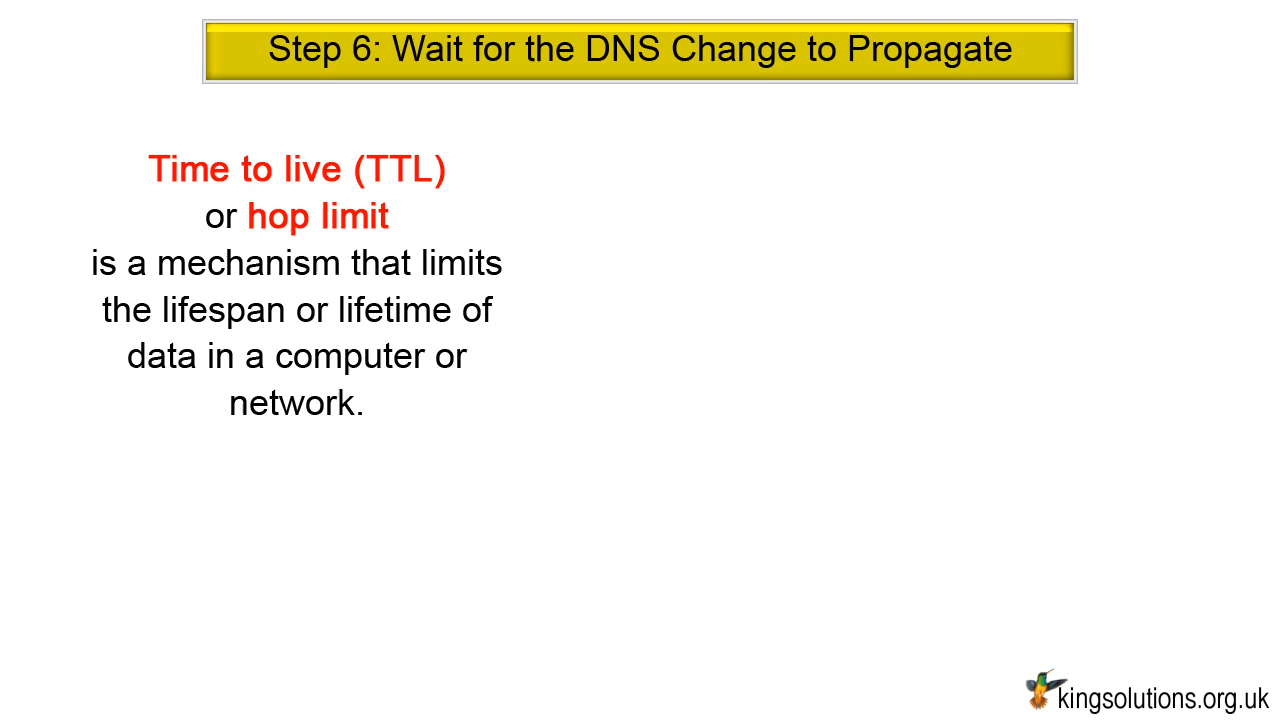 Step 6: Wait for the DNS Change to Propagate
Time to live (TTL)
or hop limit
is a mechanism that limits
the lifespan or lifetime of
data in a computer or
network.
kingsolutions.org.uk